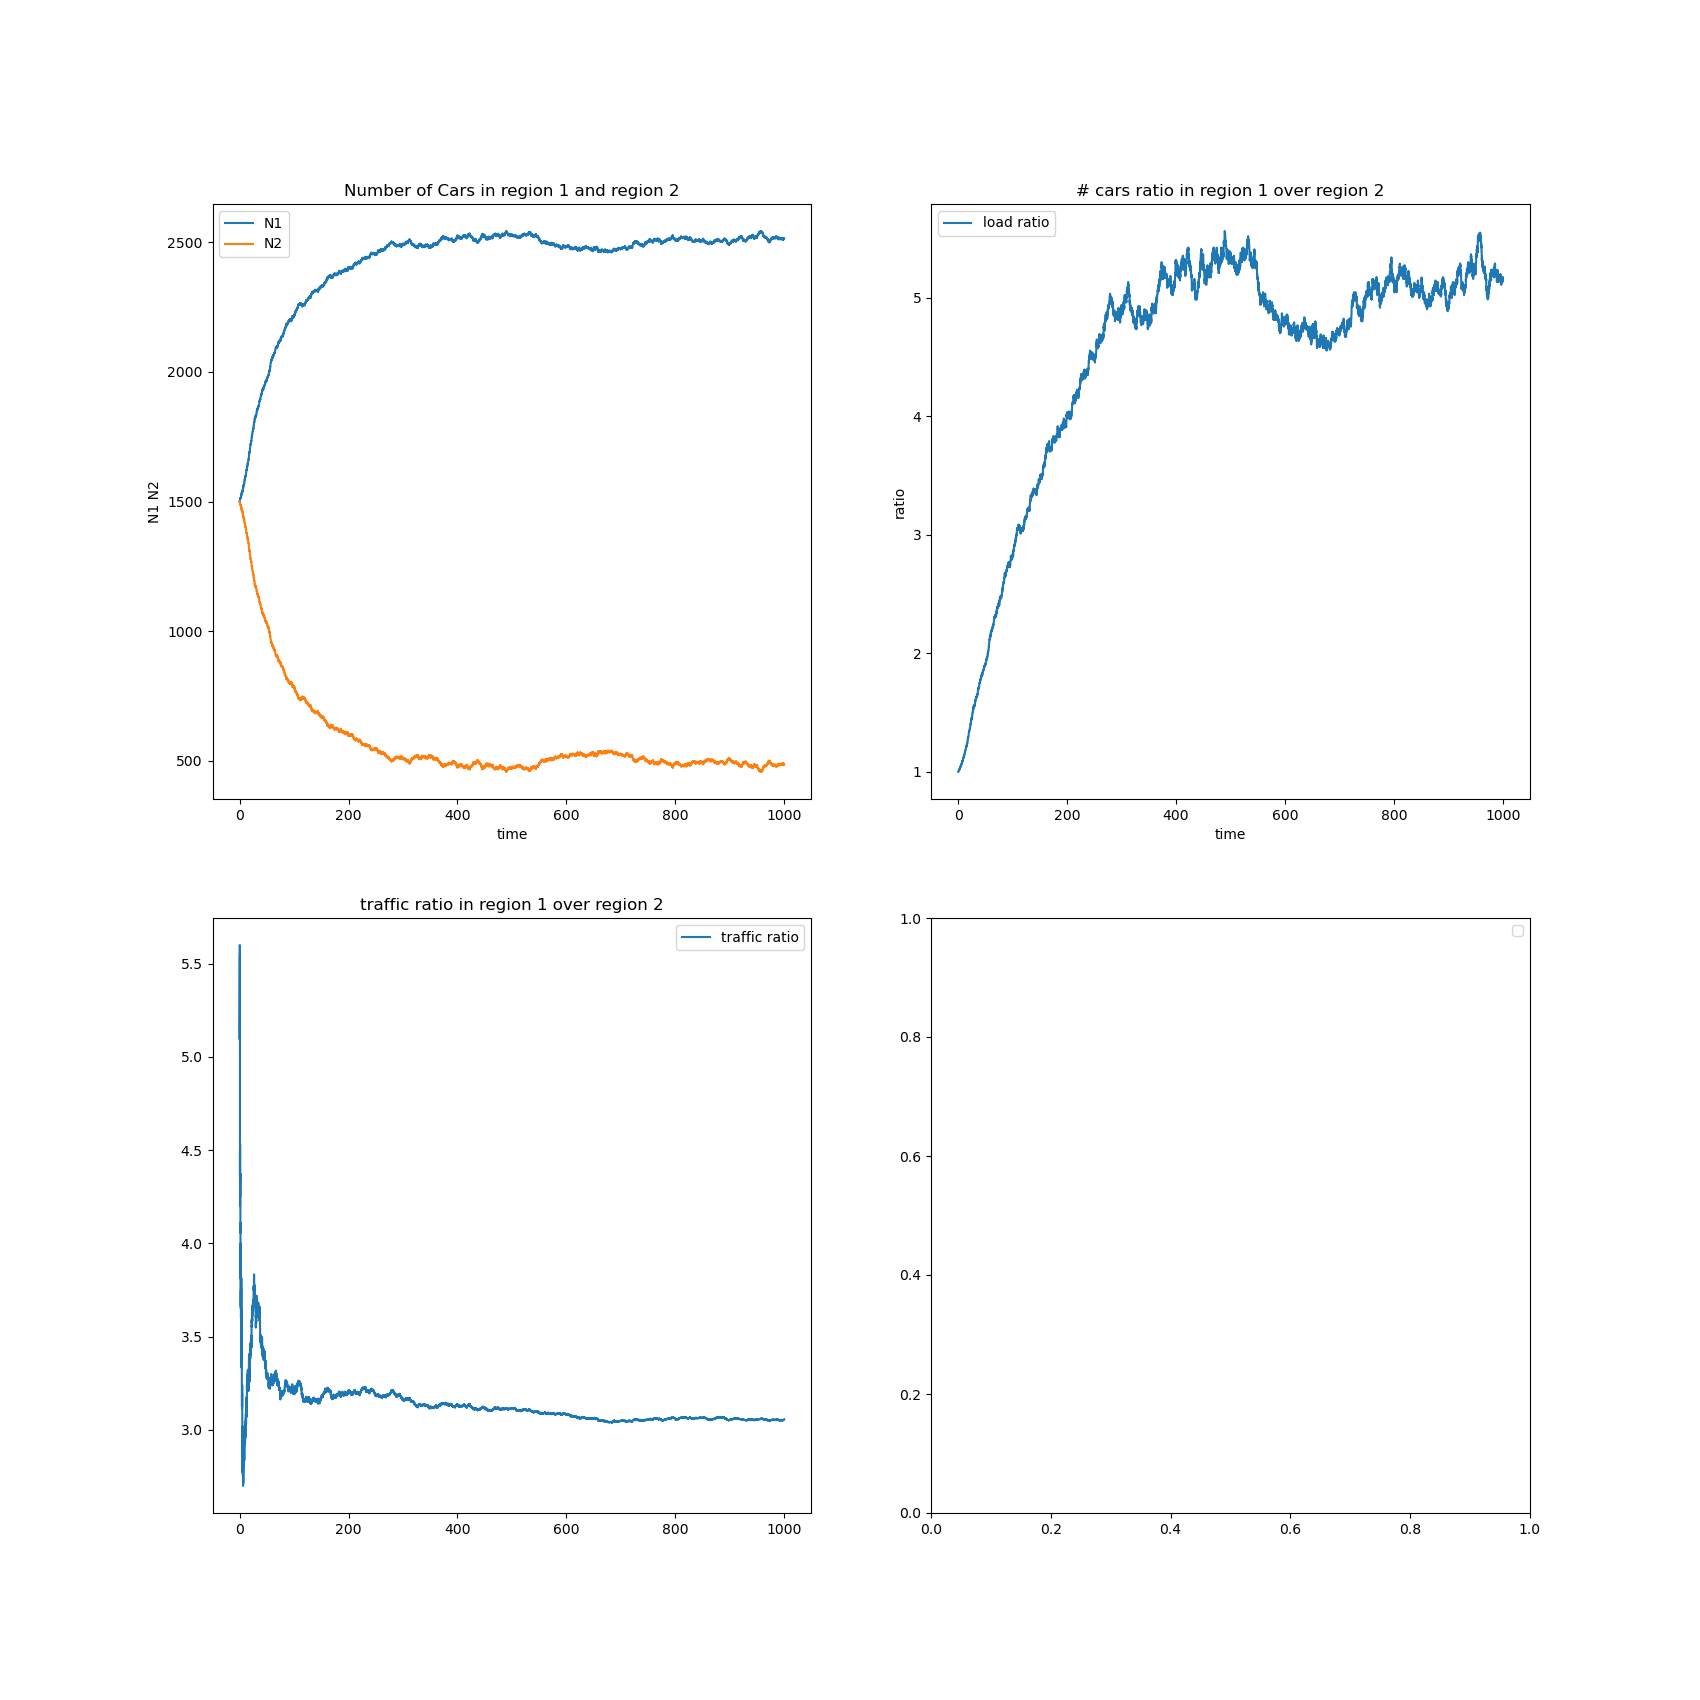 Number of Cars in region 1 and region 2
N1
N2
2500
2000
1500
1000
500
N1 N2
0 200 400 600 800 1000
time
# cars ratio in region 1 over region 2
load ratio
5
4
3
2
1
ratio
0 200 400 600 800 1000
time
traffic ratio in region 1 over region 2
traffic ratio
5.5
5.0
4.5
4.0
3.5
3.0
0 200 400 600 800 1000
1.0
0.8
0.6
0.4
0.2
0.0
0.0 0.2 0.4 0.6 0.8 1.0